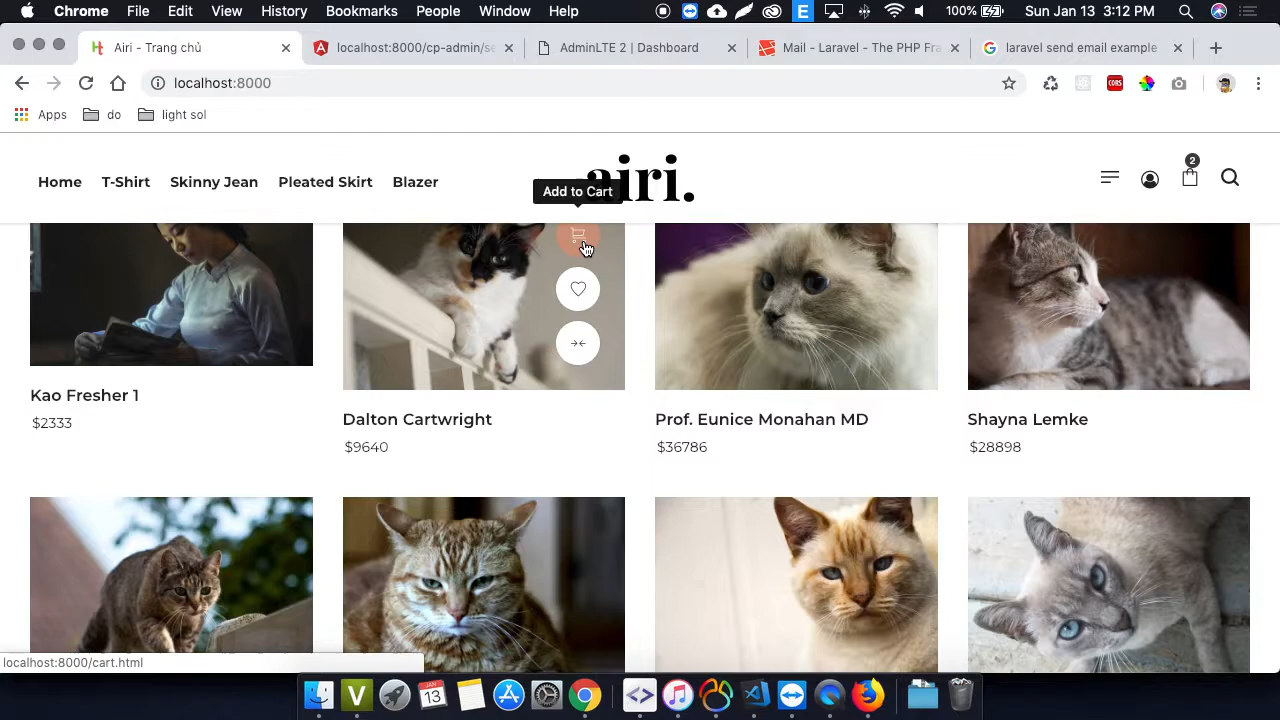 Chrome File Edit View History Bookmarks People Window Help 100% Sun Jan 13 3:12 PM
Airi - Trang chủ
localhost:8000/cp-admin/se
AdminLTE 2 | Dashboard
Mail - Laravel - The PHP Fra
laravel send email example
localhost:8000
CORS
Apps do light sol
Home T-Shirt Skinny Jean Pleated Skirt Blazer
airi.
2
Add to Cart
Kao Fresher 1
$2333
Dalton Cartwright
$9640
Prof. Eunice Monahan MD
$36786
Shayna Lemke
$28898
localhost:8000/cart.html